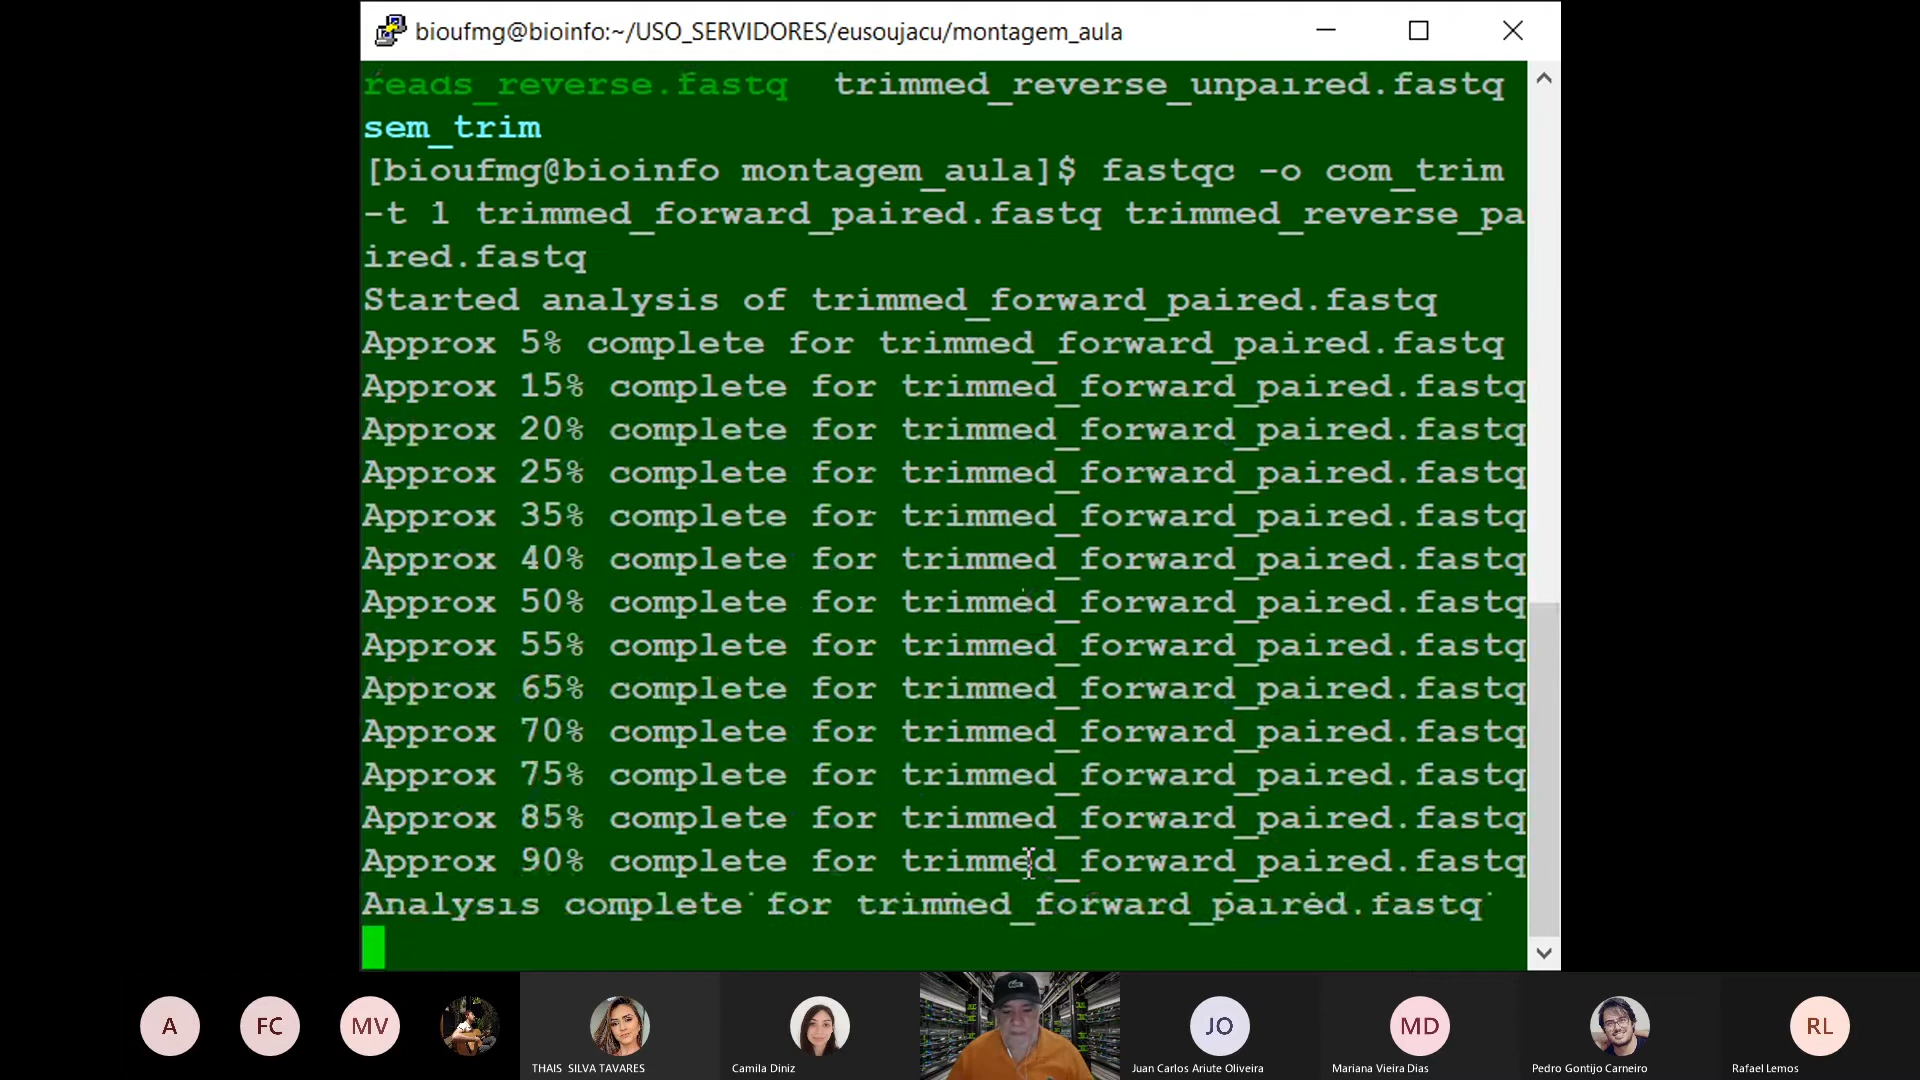 bioufmg@bioinfo:~/USO_SERVIDORES/eusoujacu/montagem_aula
reads_reverse.fastq  trimmed_reverse_unpaired.fastq
sem_trim
[bioufmg@bioinfo montagem_aula]$ fastqc -o com_trim
-t 1 trimmed_forward_paired.fastq trimmed_reverse_pa
ired.fastq
Started analysis of trimmed_forward_paired.fastq
Approx 5% complete for trimmed_forward_paired.fastq
Approx 15% complete for trimmed_forward_paired.fastq
Approx 20% complete for trimmed_forward_paired.fastq
Approx 25% complete for trimmed_forward_paired.fastq
Approx 35% complete for trimmed_forward_paired.fastq
Approx 40% complete for trimmed_forward_paired.fastq
Approx 50% complete for trimmed_forward_paired.fastq
Approx 55% complete for trimmed_forward_paired.fastq
Approx 65% complete for trimmed_forward_paired.fastq
Approx 70% complete for trimmed_forward_paired.fastq
Approx 75% complete for trimmed_forward_paired.fastq
Approx 85% complete for trimmed_forward_paired.fastq
Approx 90% complete for trimmed_forward_paired.fastq
Analysis complete for trimmed_forward_paired.fastq
A FC MV JO MD RL
THAIS SILVA TAVARES Camila Diniz Juan Carlos Ariute Oliveira Mariana Vieira Dias Pedro Gontijo Carneiro Rafael Lemos